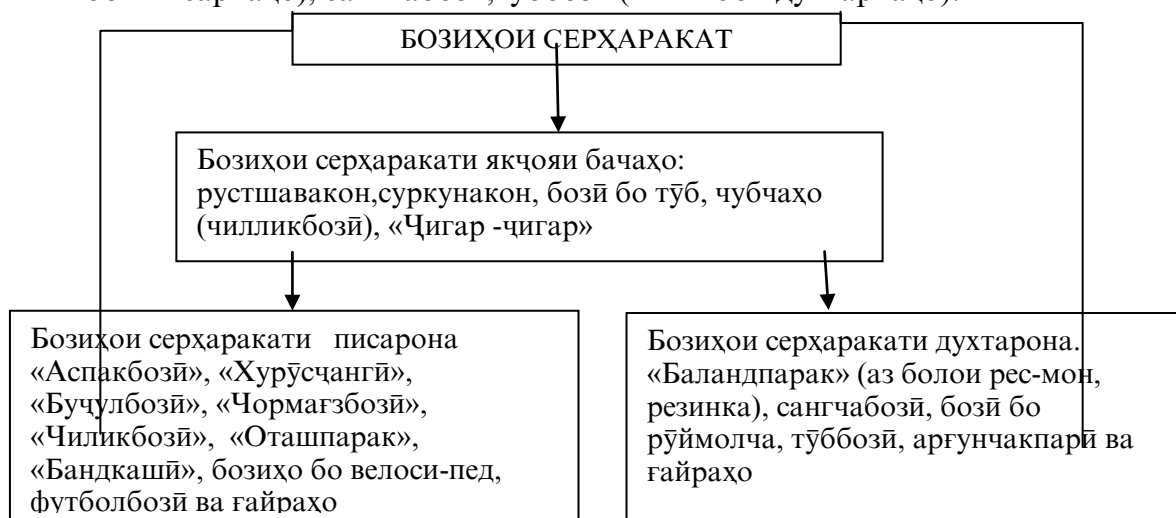 БОЗИҲОИ СЕРҲАРАКАТ
Бозиҳои серҳаракати якҷояи бачаҳо:
рустшавакон,суркунакон, бозӣ бо тӯб, чубчаҳо
(чилликбозӣ), «Ҷигар -ҷигар»
Бозиҳои серҳаракати писарона
«Аспакбозӣ», «Хурӯсҷангӣ»,
«Буҷулбозӣ», «Чормағзбозӣ»,
«Чиликбозӣ», «Оташпарак»,
«Бандкашӣ», бозиҳо бо велоси-пед,
футболбозӣ ва ғайраҳо
Бозиҳои серҳаракати духтарона.
«Баландпарак» (аз болои рес-мон,
резинка), сангчабозӣ, бозӣ бо
рӯймолча, тӯббозӣ, арғунчакпарӣ ва
ғайраҳо